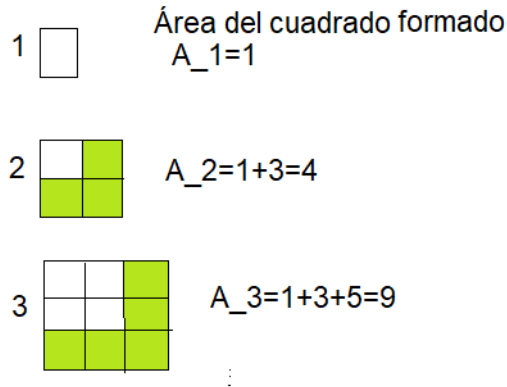 Área del cuadrado formado
1
A_1=1
2
A_2=1+3=4
3
A_3=1+3+5=9
⋮